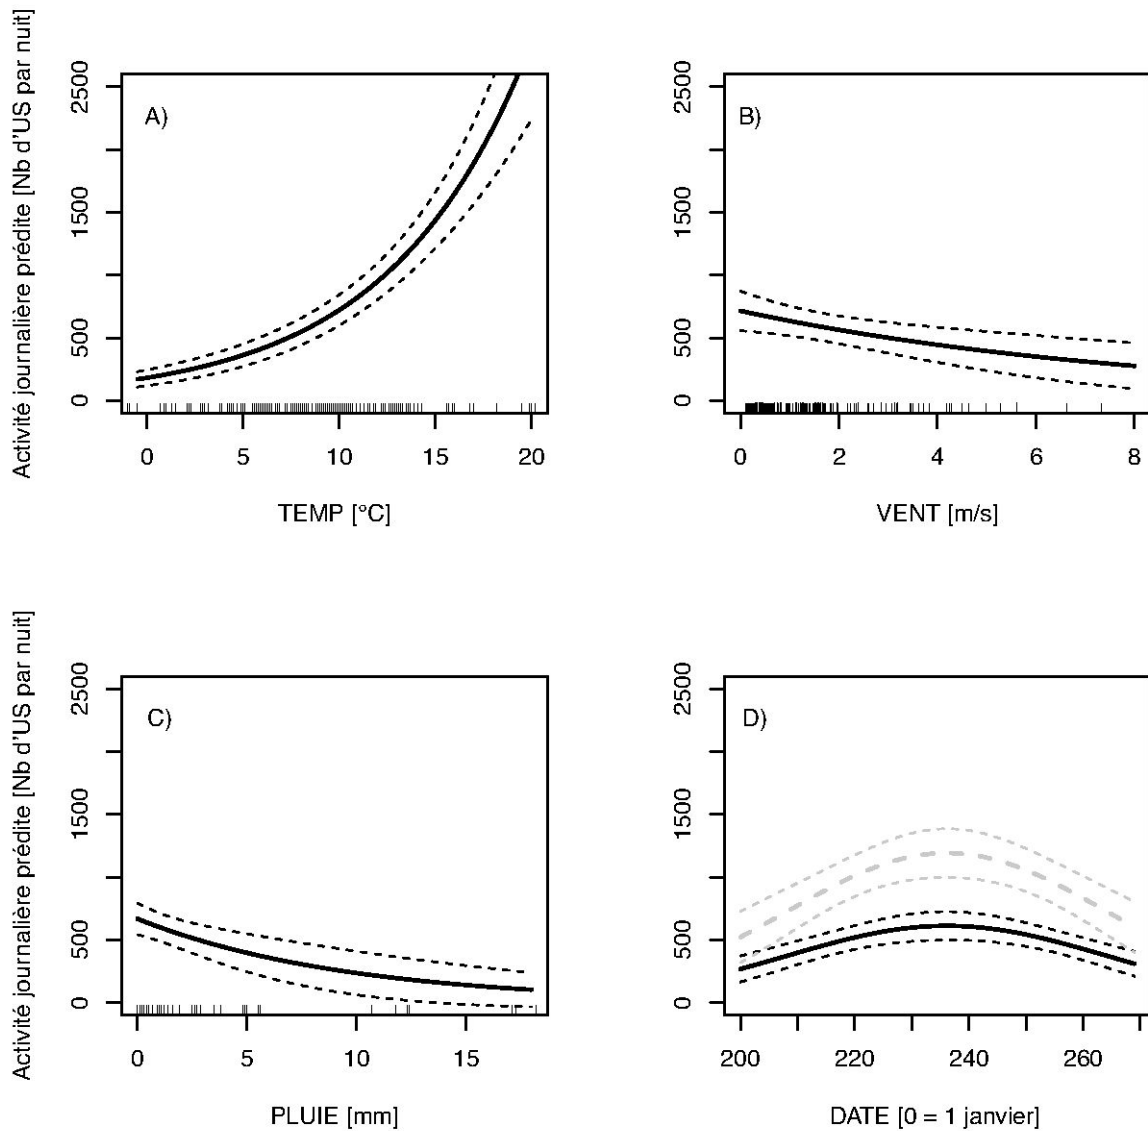 Activité journalière prédite [Nb d'US par nuit]
A)
2500
1500
500
0
0 5 10 15 20
TEMP [°C]
B)
2500
1500
500
0
0 2 4 6 8
VENT [m/s]
Activité journalière prédite [Nb d'US par nuit]
C)
2500
1500
500
0
0 5 10 15
PLUIE [mm]
D)
2500
1500
500
0
200 220 240 260
DATE [0 = 1 janvier]